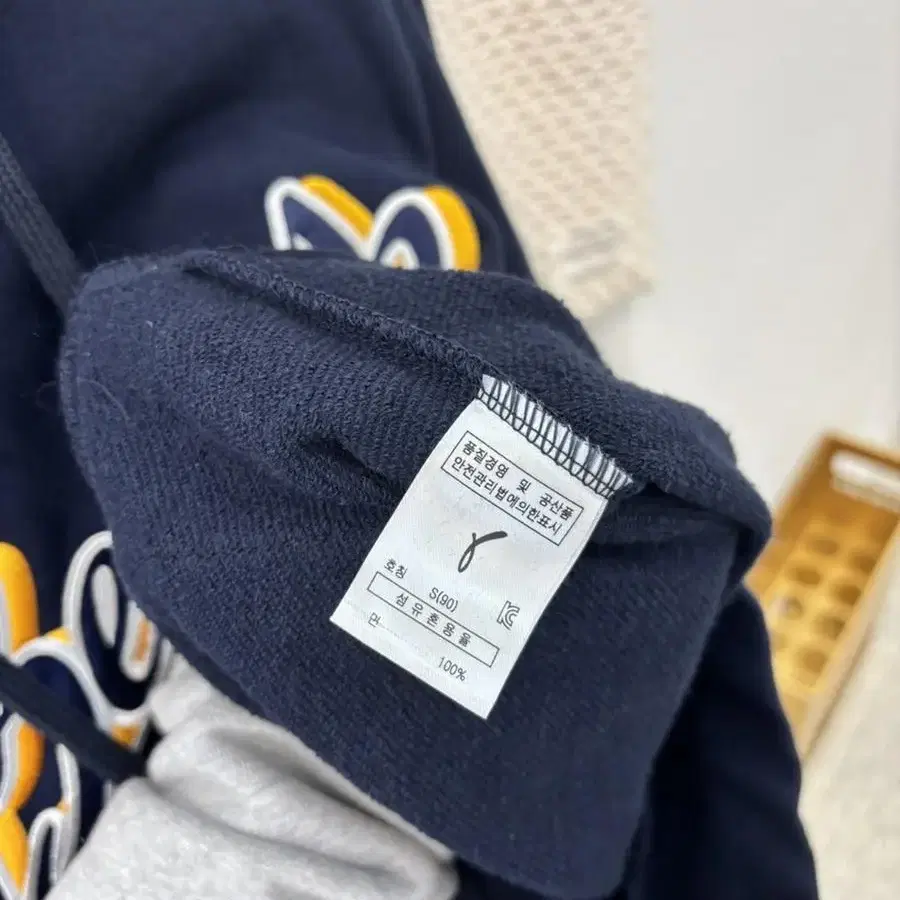 품질경영 및 공산품
안전관리법에의한표시
호칭 S(90)
섬유혼용율
면 100%